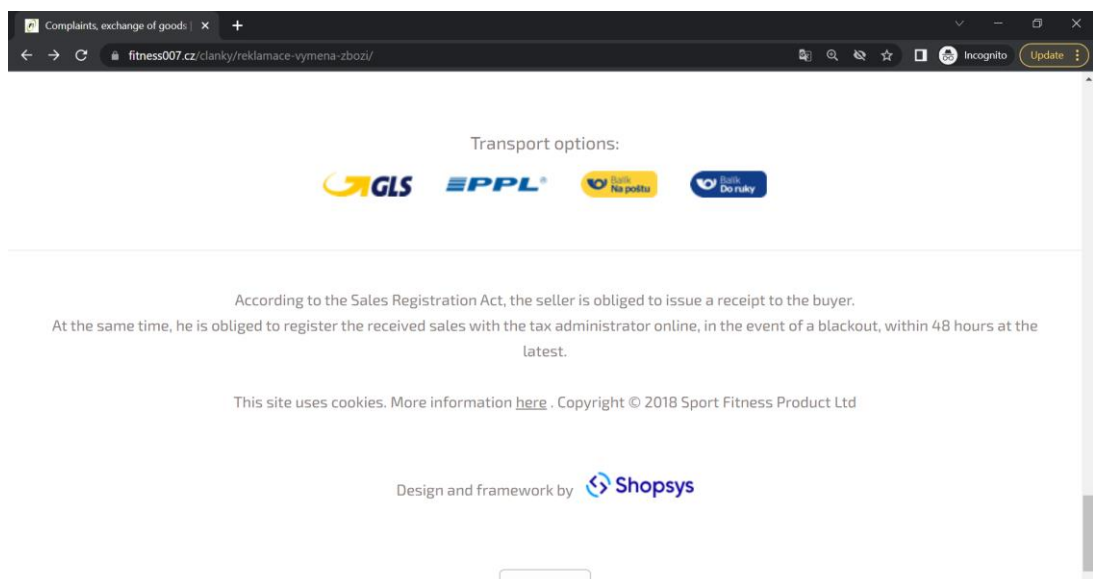 Complaints, exchange of goods |
fitness007.cz/clanky/reklamace-vymena-zbozi/
Incognito
Update
Transport options:
GLS
PPL
Balík
Na poštu
Balík
Do ruky
According to the Sales Registration Act, the seller is obliged to issue a receipt to the buyer.
At the same time, he is obliged to register the received sales with the tax administrator online, in the event of a blackout, within 48 hours at the
latest.
This site uses cookies. More information here . Copyright © 2018 Sport Fitness Product Ltd
Design and framework by Shopsys